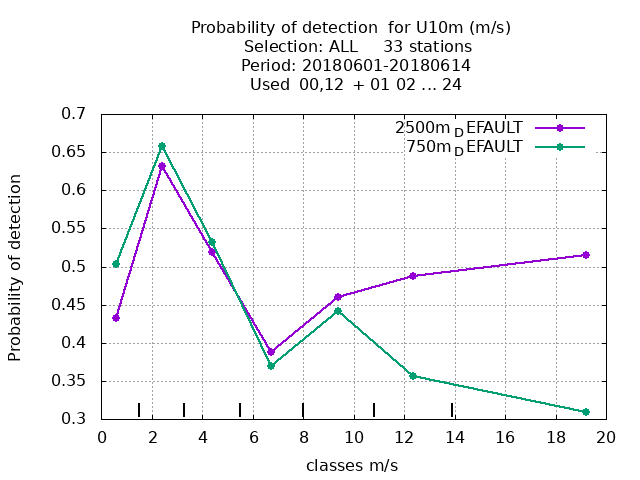 Probability of detection  for U10m (m/s)
Selection: ALL     33 stations
Period: 20180601-20180614
Used  00,12  + 01 02 ... 24
2500m_DEFAULT
750m_DEFAULT
Probability of detection
0.7
0.65
0.6
0.55
0.5
0.45
0.4
0.35
0.3
0 2 4 6 8 10 12 14 16 18 20
classes m/s